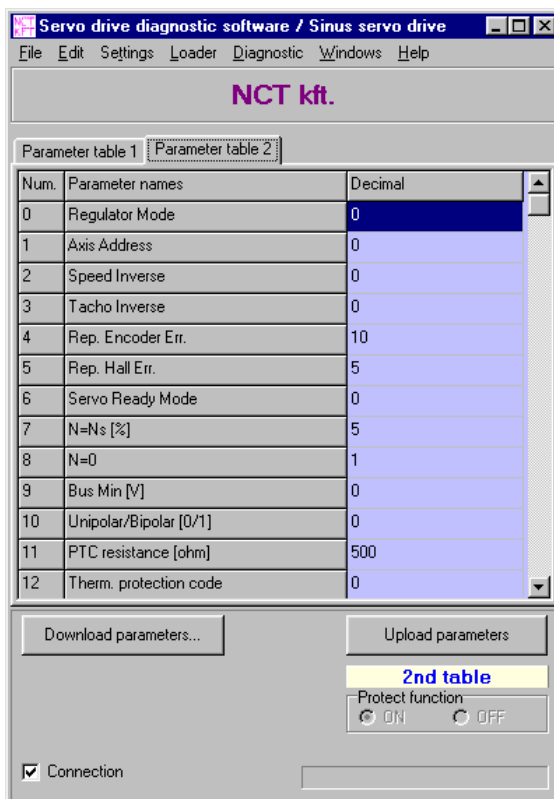 NCT KFT Servo drive diagnostic software / Sinus servo drive
File Edit Settings Loader Diagnostic Windows Help
NCT kft.
Parameter table 1 Parameter table 2
Num. Parameter names Decimal
0 Regulator Mode 0
1 Axis Address 0
2 Speed Inverse 0
3 Tacho Inverse 0
4 Rep. Encoder Err. 10
5 Rep. Hall Err. 5
6 Servo Ready Mode 0
7 N=Ns [%] 5
8 N=0 1
9 Bus Min [V] 0
10 Unipolar/Bipolar [0/1] 0
11 PTC resistance [ohm] 500
12 Therm. protection code 0
Download parameters... Upload parameters
2nd table
Protect function
ON OFF
Connection